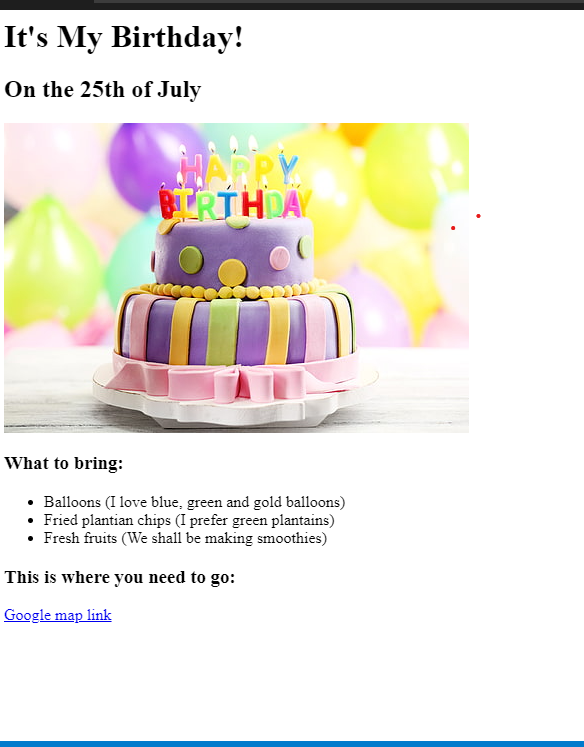 It's My Birthday!
On the 25th of July
HAPPY
BIRTHDAY
What to bring:
Balloons (I love blue, green and gold balloons)
Fried plantian chips (I prefer green plantains)
Fresh fruits (We shall be making smoothies)
This is where you need to go:
Google map link